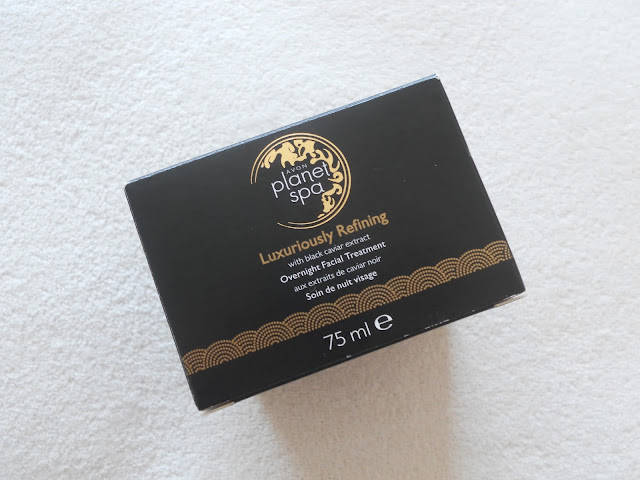 AVON
planet
spa
Luxuriously Refining
with black caviar extract
Overnight Facial Treatment
aux extraits de caviar noir
Soin de nuit visage
75 ml e